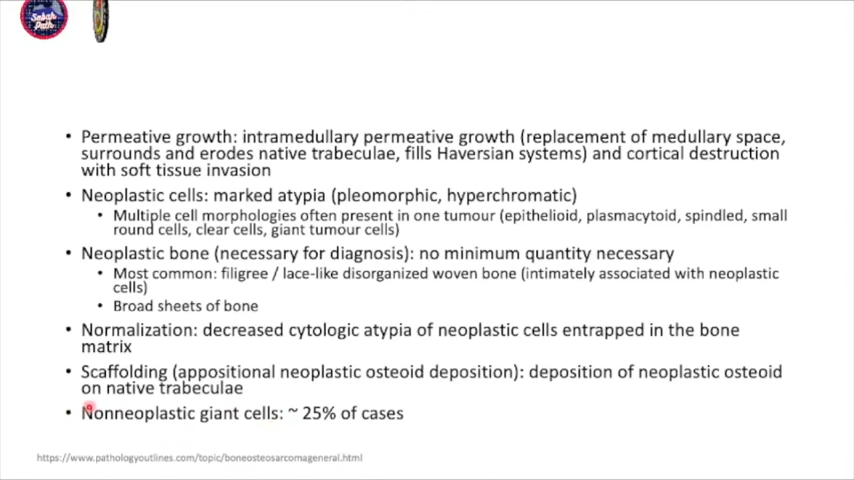 Sabah
Path
• Permeative growth: intramedullary permeative growth (replacement of medullary space,
surrounds and erodes native trabeculae, fills Haversian systems) and cortical destruction
with soft tissue invasion
• Neoplastic cells: marked atypia (pleomorphic, hyperchromatic)
• Multiple cell morphologies often present in one tumour (epithelioid, plasmacytoid, spindled, small
round cells, clear cells, giant tumour cells)
• Neoplastic bone (necessary for diagnosis): no minimum quantity necessary
• Most common: filigree / lace-like disorganized woven bone (intimately associated with neoplastic
cells)
• Broad sheets of bone
• Normalization: decreased cytologic atypia of neoplastic cells entrapped in the bone
matrix
• Scaffolding (appositional neoplastic osteoid deposition): deposition of neoplastic osteoid
on native trabeculae
• Nonneoplastic giant cells: ~ 25% of cases
https://www.pathologyoutlines.com/topic/boneosteosarcomageneral.html